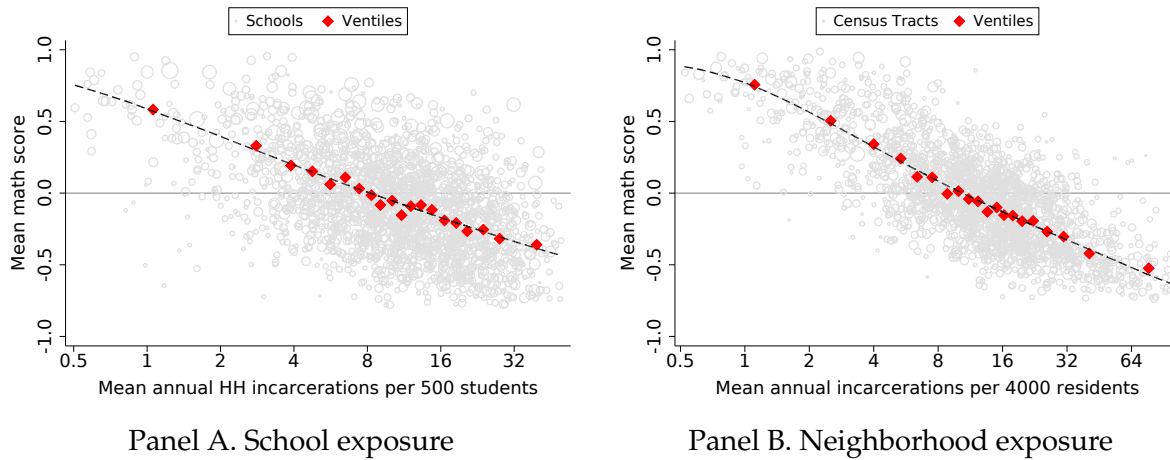 Schools Ventiles
Mean math score
1.0
0.5
0.0
-0.5
-1.0
0.5 1 2 4 8 16 32
Mean annual HH incarcerations per 500 students
Panel A. School exposure
Census Tracts Ventiles
Mean math score
1.0
0.5
0.0
-0.5
-1.0
0.5 1 2 4 8 16 32 64
Mean annual incarcerations per 4000 residents
Panel B. Neighborhood exposure